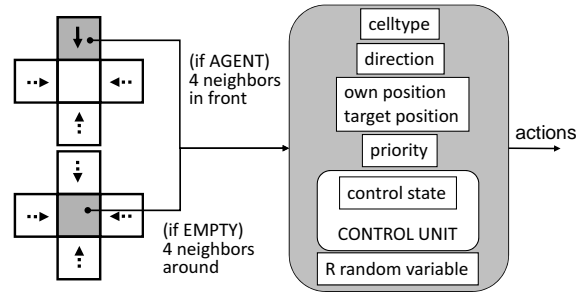 (if AGENT)
4 neighbors
in front
(if EMPTY)
4 neighbors
around
celltype
direction
own position
target position
priority
control state
CONTROL UNIT
R random variable
actions